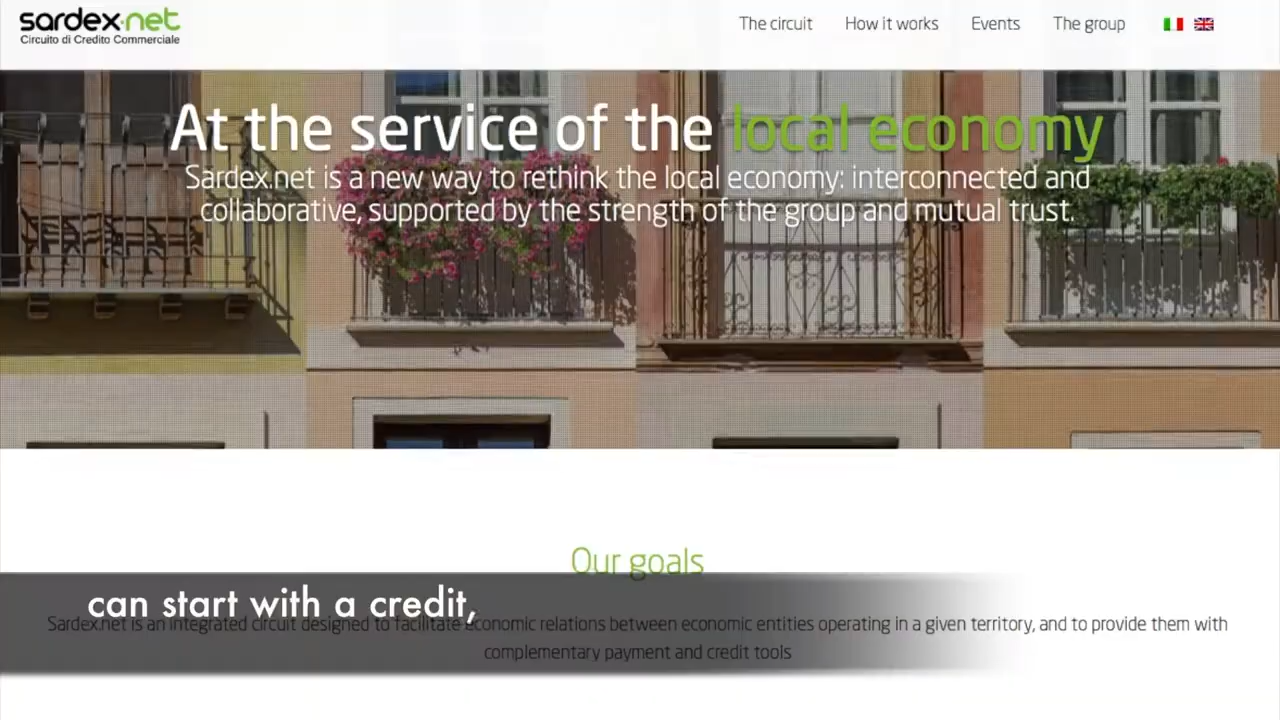 sardex.net
Circuito di Credito Commerciale
The circuit How it works Events The group
At the service of the local economy
Sardex.net is a new way to rethink the local economy: interconnected and
collaborative, supported by the strength of the group and mutual trust.
Our goals
can start with a credit,
Sardex.net is an integrated circuit designed to facilitate economic relations between economic entities operating in a given territory, and to provide them with
complementary payment and credit tools